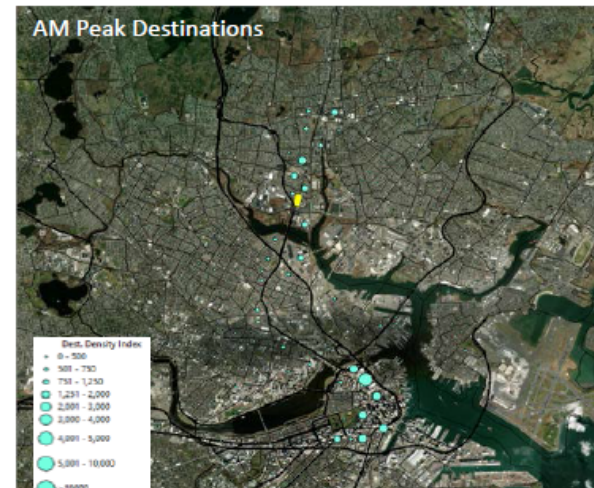 AM Peak Destinations
Dest. Density Index
0 - 500
501 - 750
751 - 1,250
1,251 - 2,000
2,001 - 3,000
3,000 - 4,000
4,001 - 5,000
5,001 - 10,000